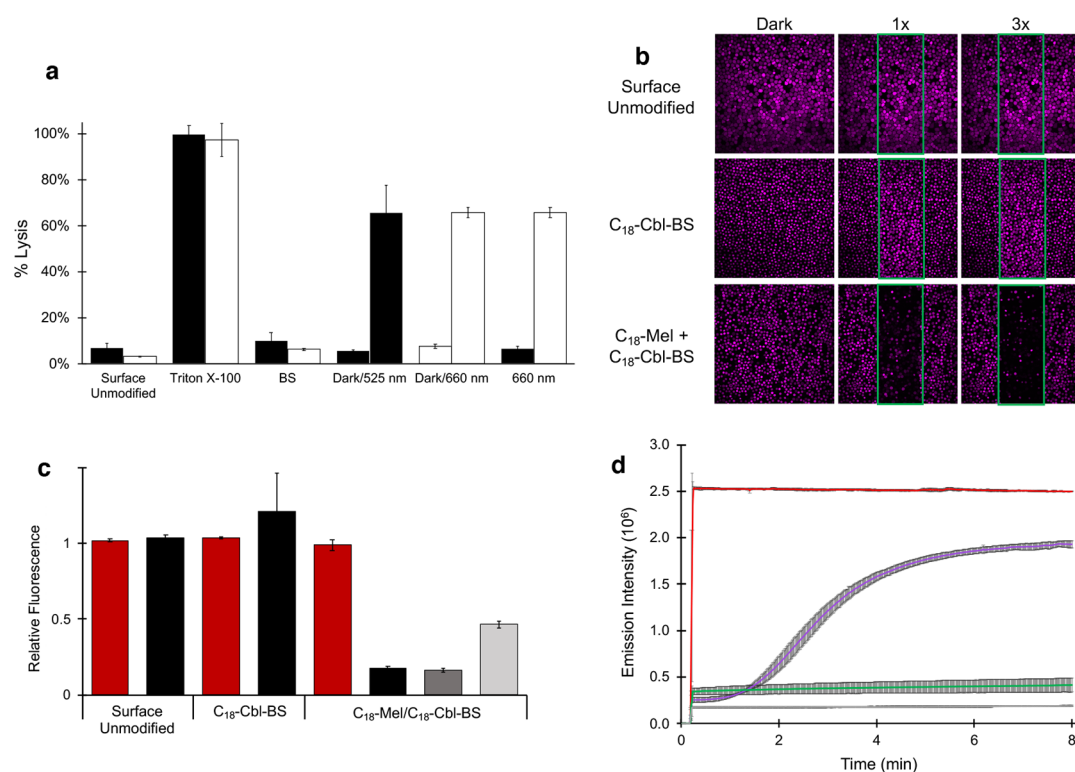 a
% Lysis
100%
80%
60%
40%
20%
0%
Surface
Unmodified
Triton X-100
BS
Dark/525 nm
Dark/660 nm
660 nm
b
Dark
1x
3x
Surface
Unmodified
C₁₈-Cbl-BS
C₁₈-Mel +
C₁₈-Cbl-BS
c
Relative Fluorescence
1
0.5
0
Surface
Unmodified
C₁₈-Cbl-BS
C₁₈-Mel/C₁₈-Cbl-BS
d
Emission Intensity (10⁶)
3.0
2.5
2.0
1.5
1.0
0.5
0.0
0
2
4
6
8
Time (min)